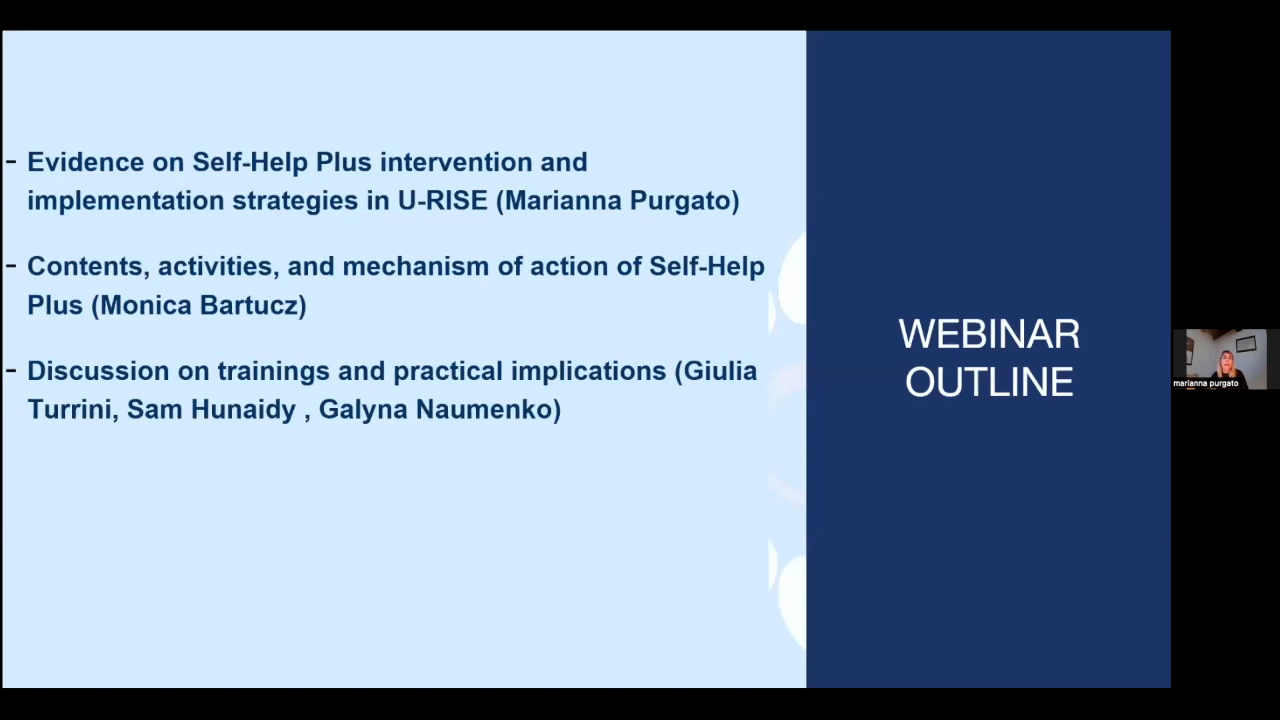 - Evidence on Self-Help Plus intervention and
implementation strategies in U-RISE (Marianna Purgato)
- Contents, activities, and mechanism of action of Self-Help
Plus (Monica Bartucz)
- Discussion on trainings and practical implications (Giulia
Turrini, Sam Hunaidy , Galyna Naumenko)
WEBINAR
OUTLINE
marianna purgato